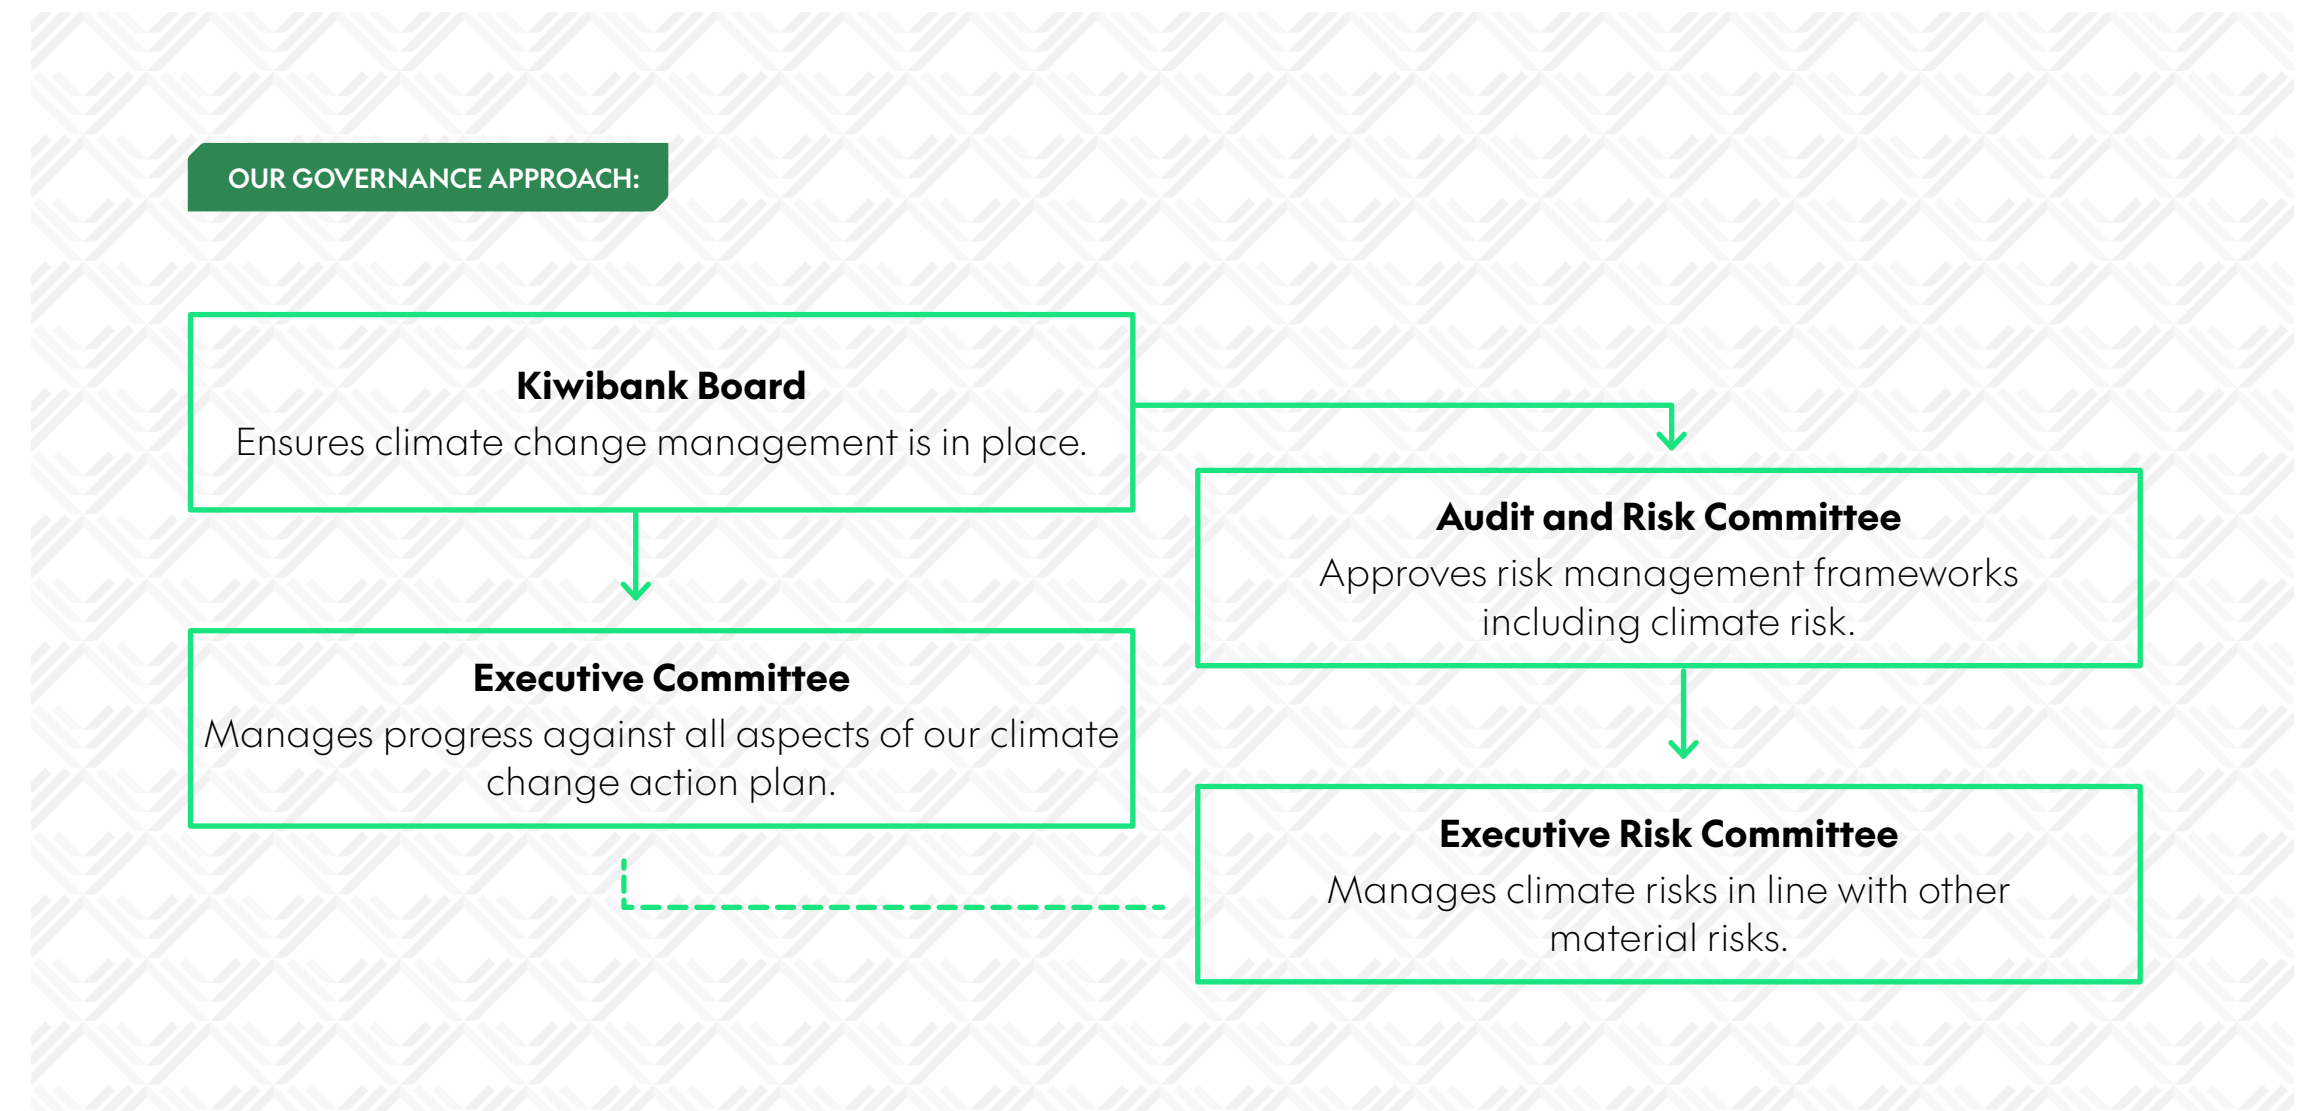 OUR GOVERNANCE APPROACH:
Kiwibank Board
Ensures climate change management is in place.
Audit and Risk Committee
Approves risk management frameworks
including climate risk.
Executive Committee
Manages progress against all aspects of our climate
change action plan.
Executive Risk Committee
Manages climate risks in line with other
material risks.